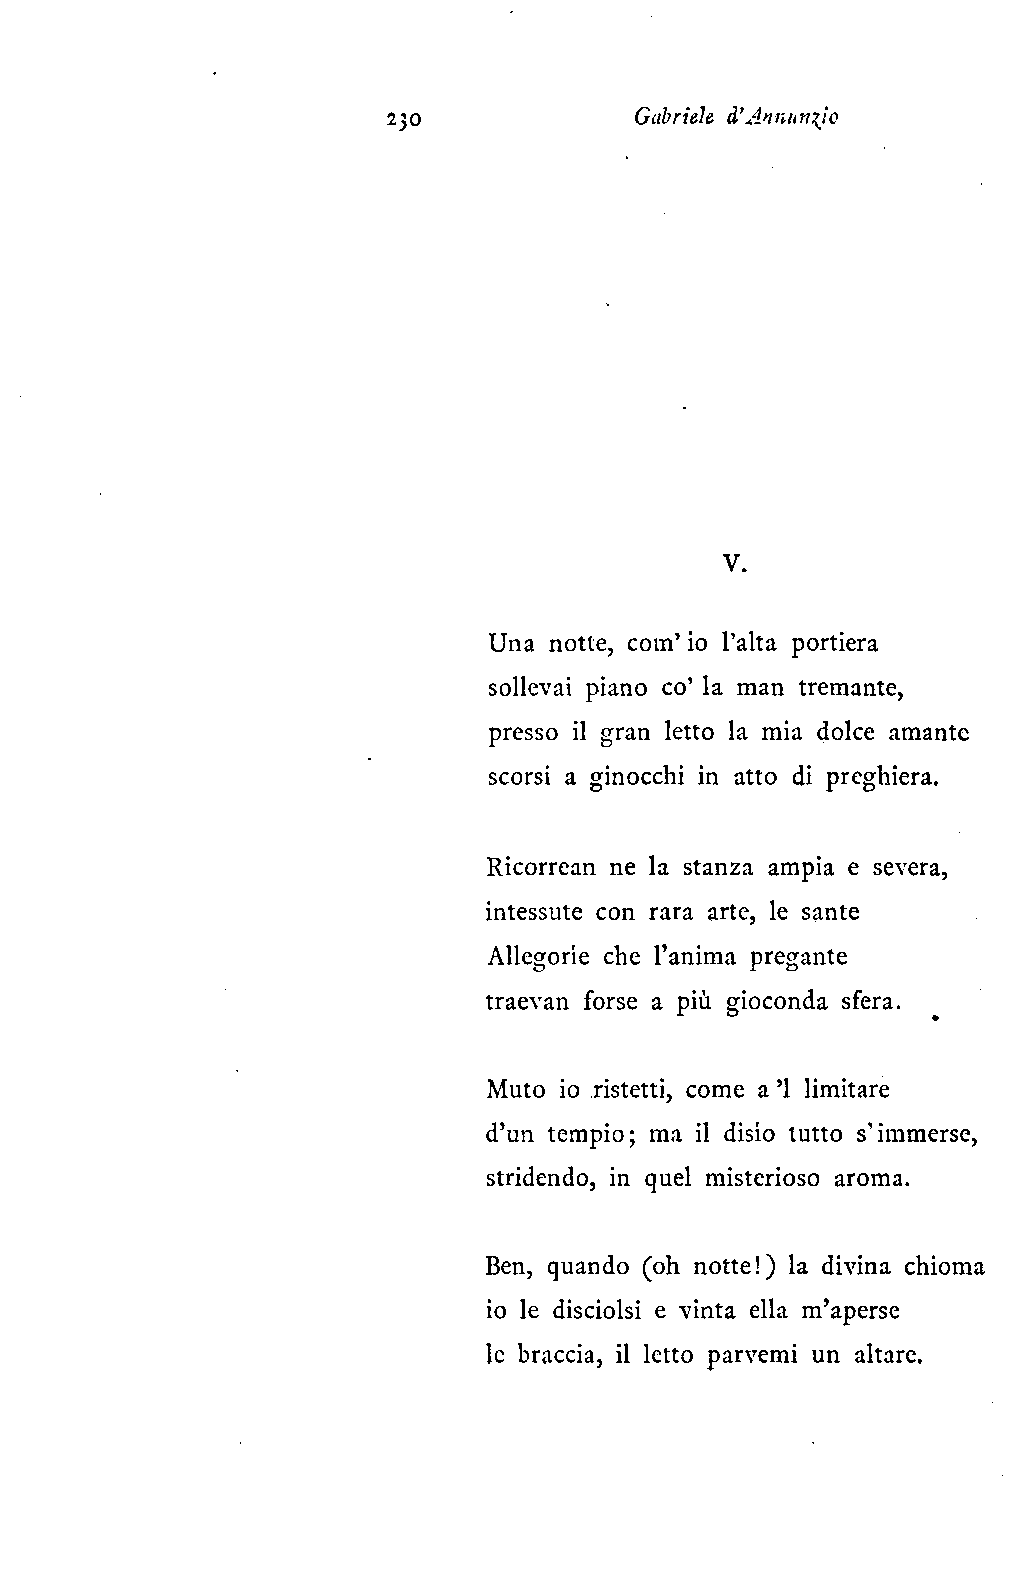 230 Gabriele d'Annunzio
V.
Una notte, com' io l'alta portiera
sollevai piano co' la man tremante,
presso il gran letto la mia dolce amante
scorsi a ginocchi in atto di preghiera.
Ricorrean ne la stanza ampia e severa,
intessute con rara arte, le sante
Allegorie che l'anima pregante
traevan forse a più gioconda sfera.
Muto io ristetti, come a 'l limitare
d'un tempio; ma il disio tutto s' immerse,
stridendo, in quel misterioso aroma.
Ben, quando (oh notte!) la divina chioma
io le disciolsi e vinta ella m'aperse
le braccia, il letto parvemi un altare.